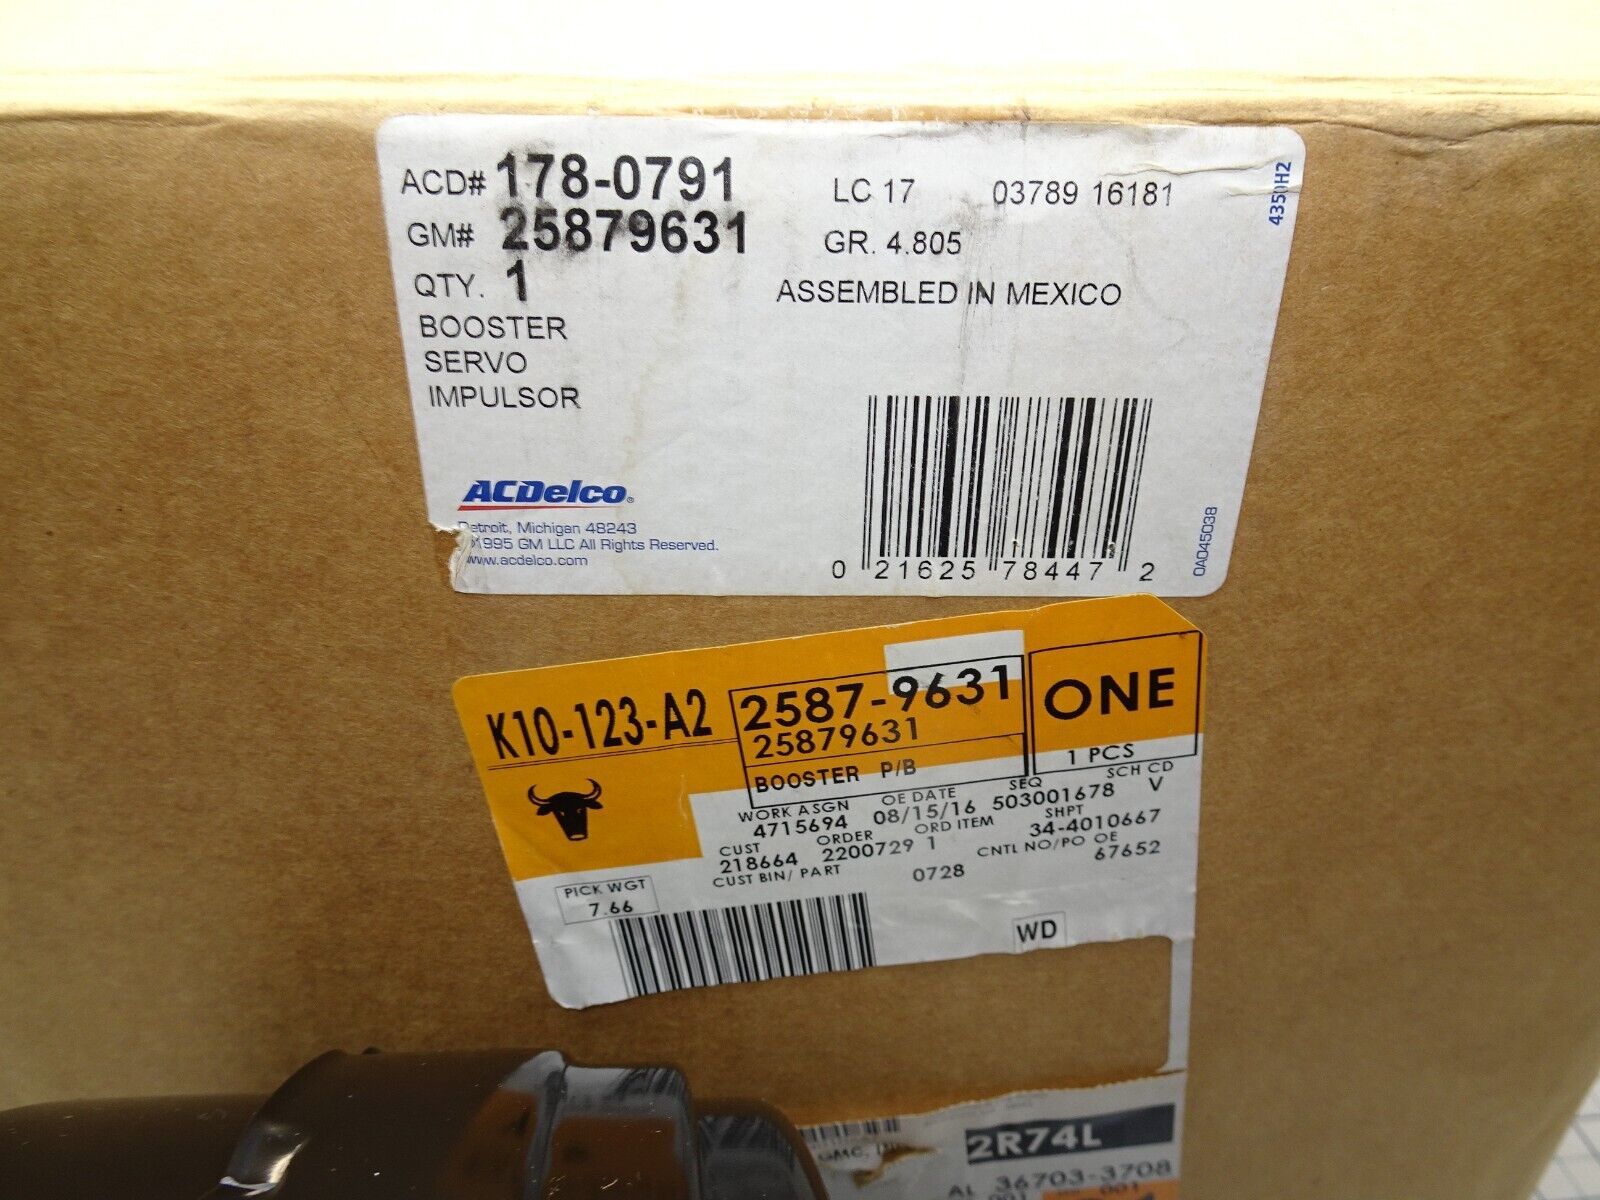 ACD# 178-0791
GM# 25879631
QTY. 1
BOOSTER
SERVO
IMPULSOR
LC 17 03789 16181
GR. 4.805
ASSEMBLED IN MEXICO
4350H2
ACDelco®
Detroit, Michigan 48243
1995 GM LLC All Rights Reserved.
www.acdelco.com
0 21625 78447 2
0A045038
K10-123-A2
2587-9631
25879631
BOOSTER P/B
ONE
1 PCS
WORK ASGN OE DATE SEQ SCH CD
4715694 08/15/16 503001678 V
CUST ORDER ORD ITEM SHPT
218664 2200729 1 34-4010667
CUST BIN/ PART 0728 CNTL NO/PO OE
67652
PICK WGT
7.66
WD
GMC,
2R74L
AL 36703-3708
001 001